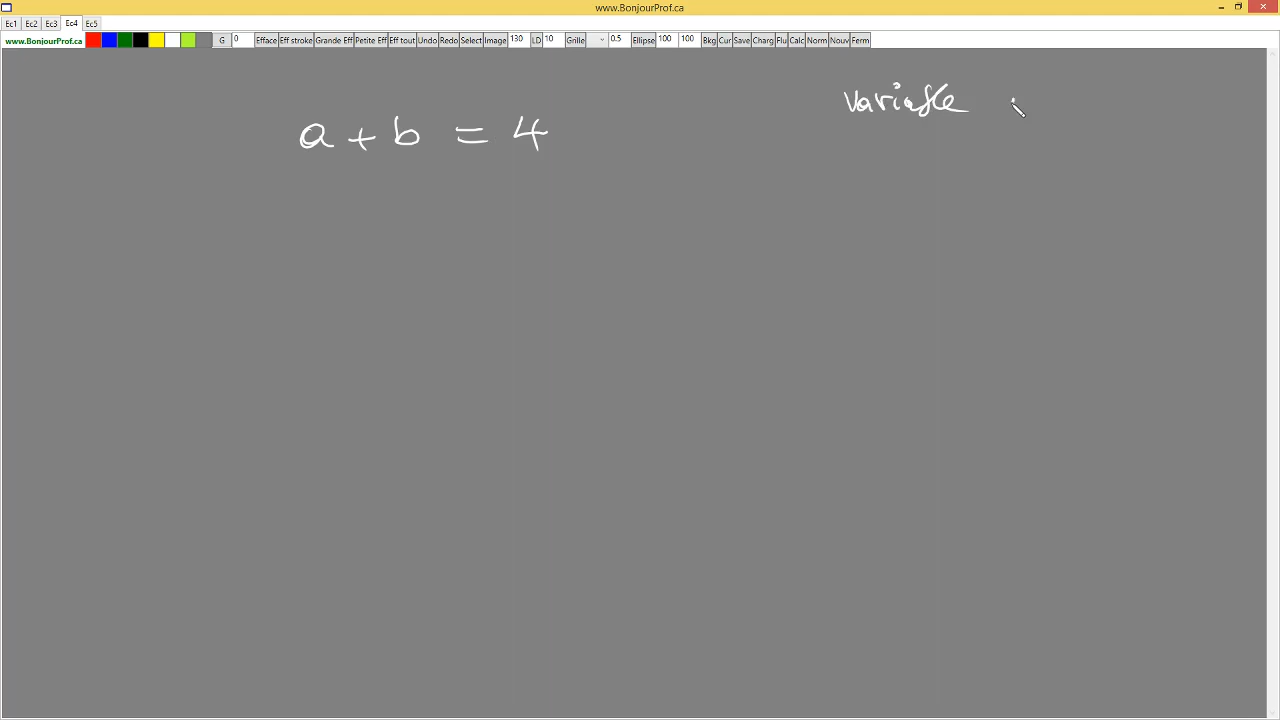 www.BonjourProf.ca
Ec1 Ec2 Ec3 Ec4 Ec5
www.BonjourProf.ca G 0 Efface Eff stroke Grande Eff Petite Eff Eff tout Undo Redo Select Image 130 LD 10 Grille 0.5 Ellipse 100 100 Bkg Cur Save Charg Flu Calc Norm Nouv Ferm
variable
a + b = 4